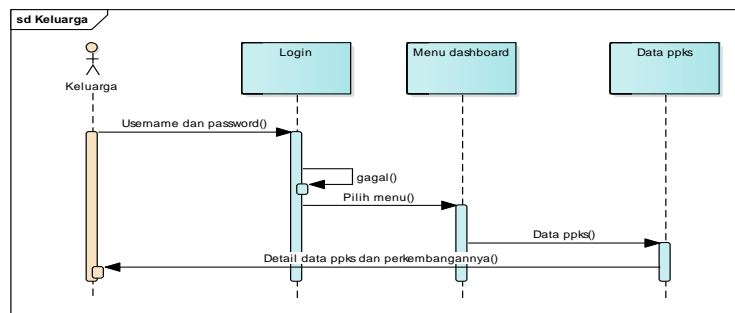 sd Keluarga
Keluarga
Login
Menu dashboard
Data ppks
Username dan password()
gagal()
Pilih menu()
Data ppks()
Detail data ppks dan perkembangannya()